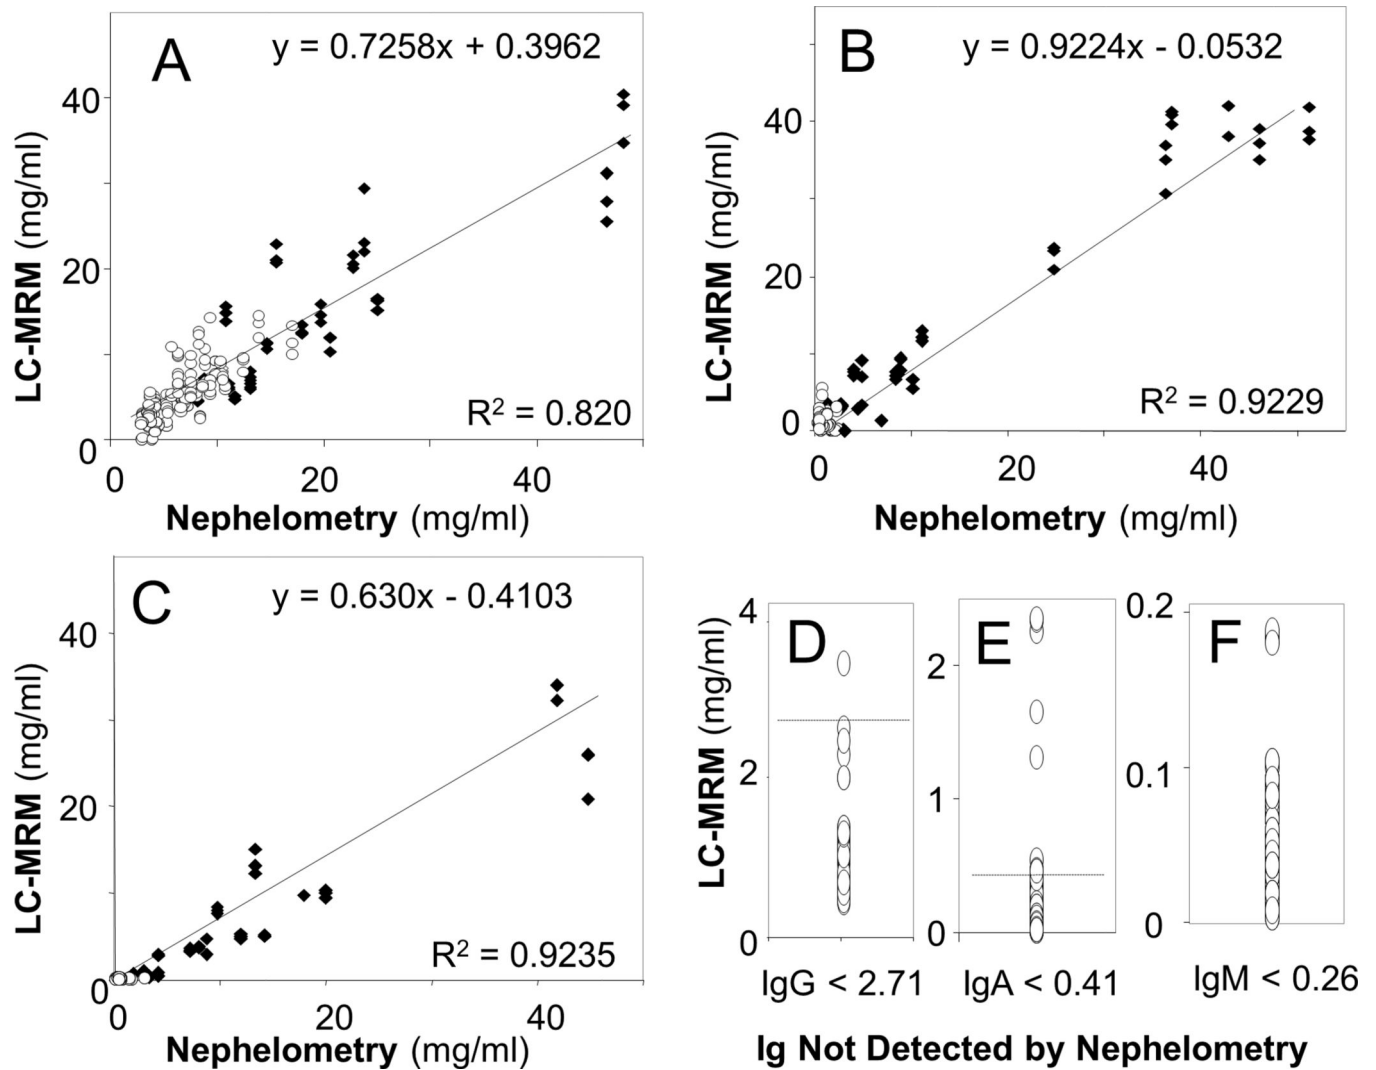 A
y = 0.7258x + 0.3962
LC-MRM (mg/ml)
40
20
0
R² = 0.820
0 20 40
Nephelometry (mg/ml)
B
y = 0.9224x - 0.0532
LC-MRM (mg/ml)
40
20
0
R² = 0.9229
0 20 40
Nephelometry (mg/ml)
C
y = 0.630x - 0.4103
LC-MRM (mg/ml)
40
20
0
R² = 0.9235
0 20 40
Nephelometry (mg/ml)
LC-MRM (mg/ml)
D
4
2
0
IgG < 2.71
E
2
1
0
IgA < 0.41
F
0.2
0.1
0
IgM < 0.26
Ig Not Detected by Nephelometry